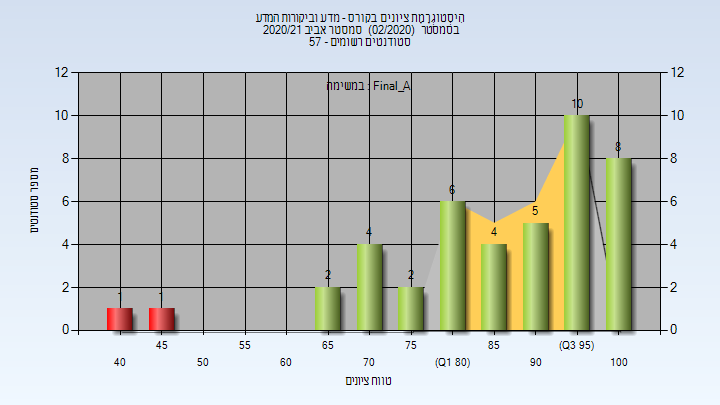 הִיסְטוֹגְרַמַּת ציונים בקורס - מדע וביקורות המדע
בסמסטר (02/2020) סמסטר אביב 2020/21
סטודנטים רשומים - 57
במשימה : Final_A
12 12
10 10 10
8 8 8
6 6 6
5
4 4 4 4
2 2 2 2
1 1
0 0
מספר סטודנטים
45 55 65 75 85 (Q3 95)
40 50 60 70 (Q1 80) 90 100
טווח ציונים